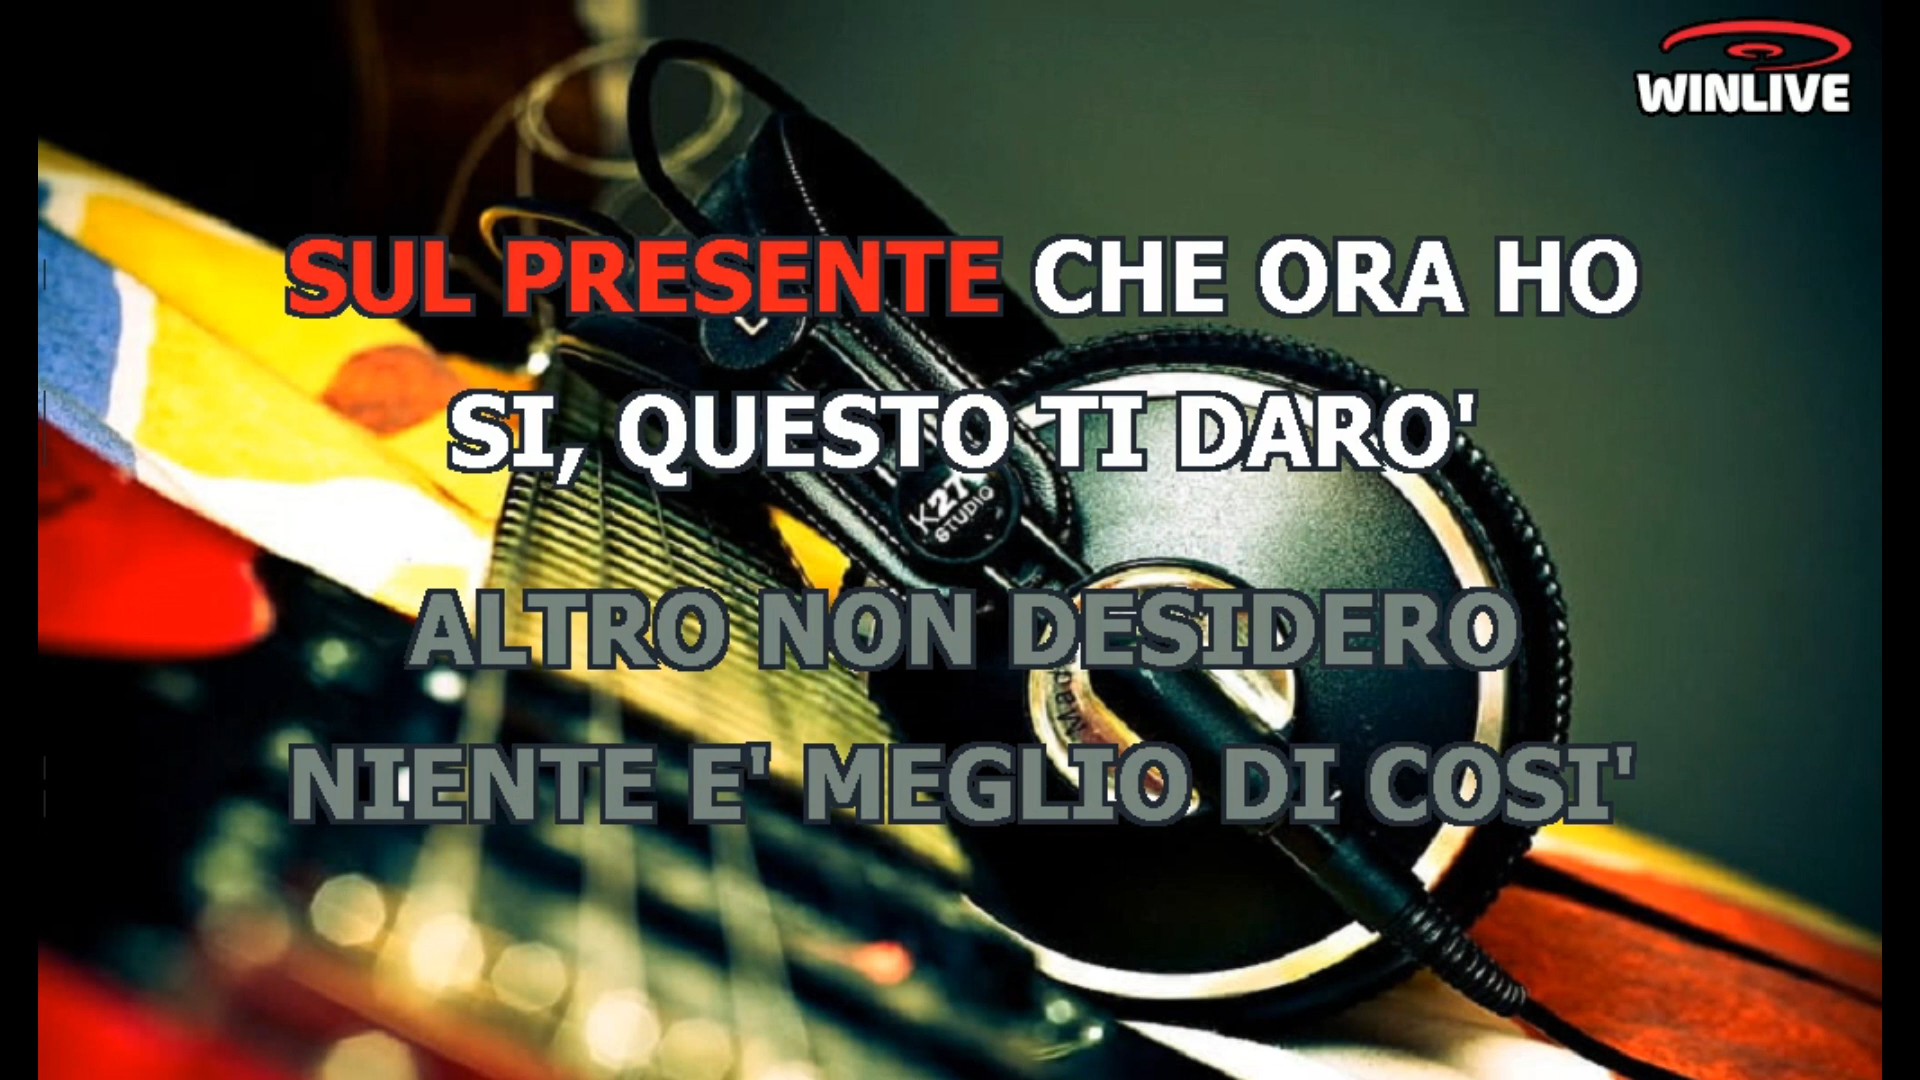 WINLIVE
SUL PRESENTE CHE ORA HO
SI, QUESTO TI DARO'
K27
STUDIO
ALTRO NON DESIDERO
NIENTE E' MEGLIO DI COSI'